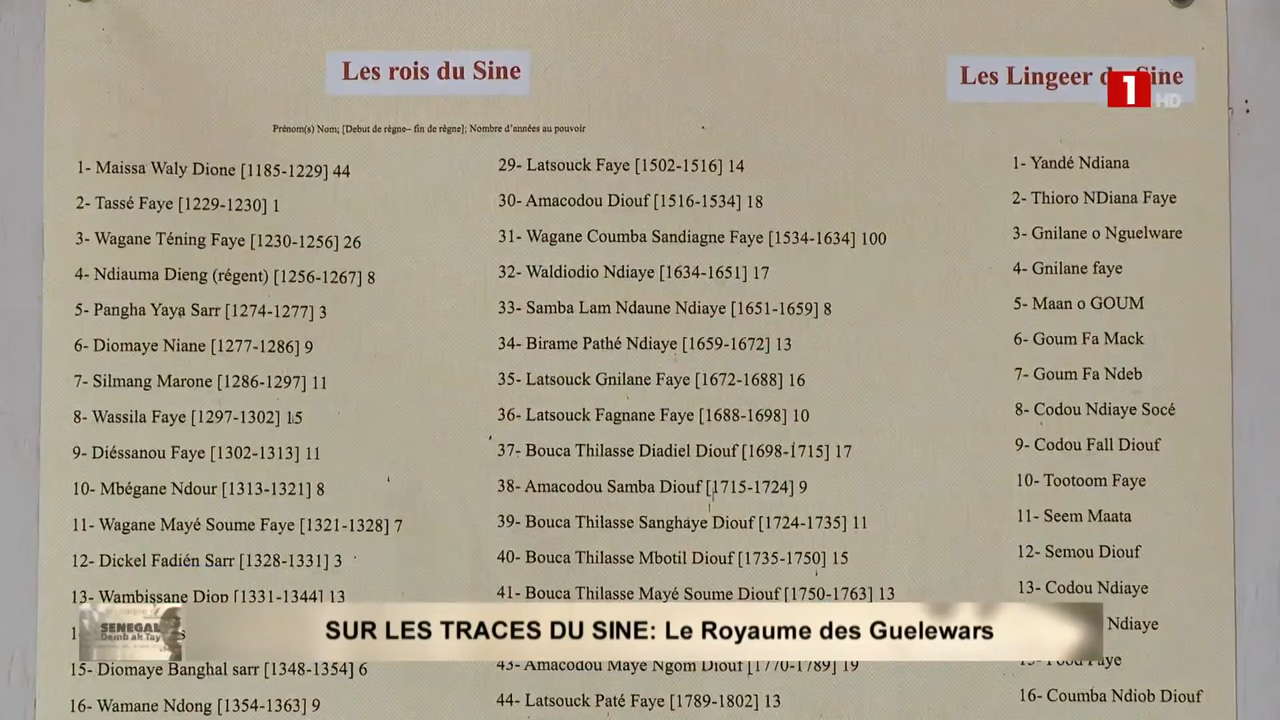 Les rois du Sine
Prénom(s) Nom; [Debut de règne– fin de règne]; Nombre d'années au pouvoir
1- Maissa Waly Dione [1185-1229] 44
2- Tassé Faye [1229-1230] 1
3- Wagane Téning Faye [1230-1256] 26
4- Ndiauma Dieng (régent) [1256-1267] 8
5- Pangha Yaya Sarr [1274-1277] 3
6- Diomaye Niane [1277-1286] 9
7- Silmang Marone [1286-1297] 11
8- Wassila Faye [1297-1302] 15
9- Diéssanou Faye [1302-1313] 11
10- Mbégane Ndour [1313-1321] 8
11- Wagane Mayé Soume Faye [1321-1328] 7
12- Dickel Fadién Sarr [1328-1331] 3
13- Wambissane Diop [1331-1344] 13
15- Diomaye Banghal sarr [1348-1354] 6
16- Wamane Ndong [1354-1363] 9
29- Latsouck Faye [1502-1516] 14
30- Amacodou Diouf [1516-1534] 18
31- Wagane Coumba Sandiagne Faye [1534-1634] 100
32- Waldiodio Ndiaye [1634-1651] 17
33- Samba Lam Ndaune Ndiaye [1651-1659] 8
34- Birame Pathé Ndiaye [1659-1672] 13
35- Latsouck Gnilane Faye [1672-1688] 16
36- Latsouck Fagnane Faye [1688-1698] 10
37- Bouca Thilasse Diadiel Diouf [1698-1715] 17
38- Amacodou Samba Diouf [1715-1724] 9
39- Bouca Thilasse Sanghaye Diouf [1724-1735] 11
40- Bouca Thilasse Mbotil Diouf [1735-1750] 15
41- Bouca Thilasse Mayé Soume Diouf [1750-1763] 13
43- Amacodou Maye Ngom Diouf [1770-1789] 19
44- Latsouck Paté Faye [1789-1802] 13
Les Lingeer du Sine
1- Yandé Ndiana
2- Thioro NDiana Faye
3- Gnilane o Nguelware
4- Gnilane faye
5- Maan o GOUM
6- Goum Fa Mack
7- Goum Fa Ndeb
8- Codou Ndiaye Socé
9- Codou Fall Diouf
10- Tootoom Faye
11- Seem Maata
12- Semou Diouf
13- Codou Ndiaye
Ndiaye
Faye
16- Coumba Ndiob Diouf
1 HD
SENEGAL
Demb ak Tay
SUR LES TRACES DU SINE: Le Royaume des Guelewars